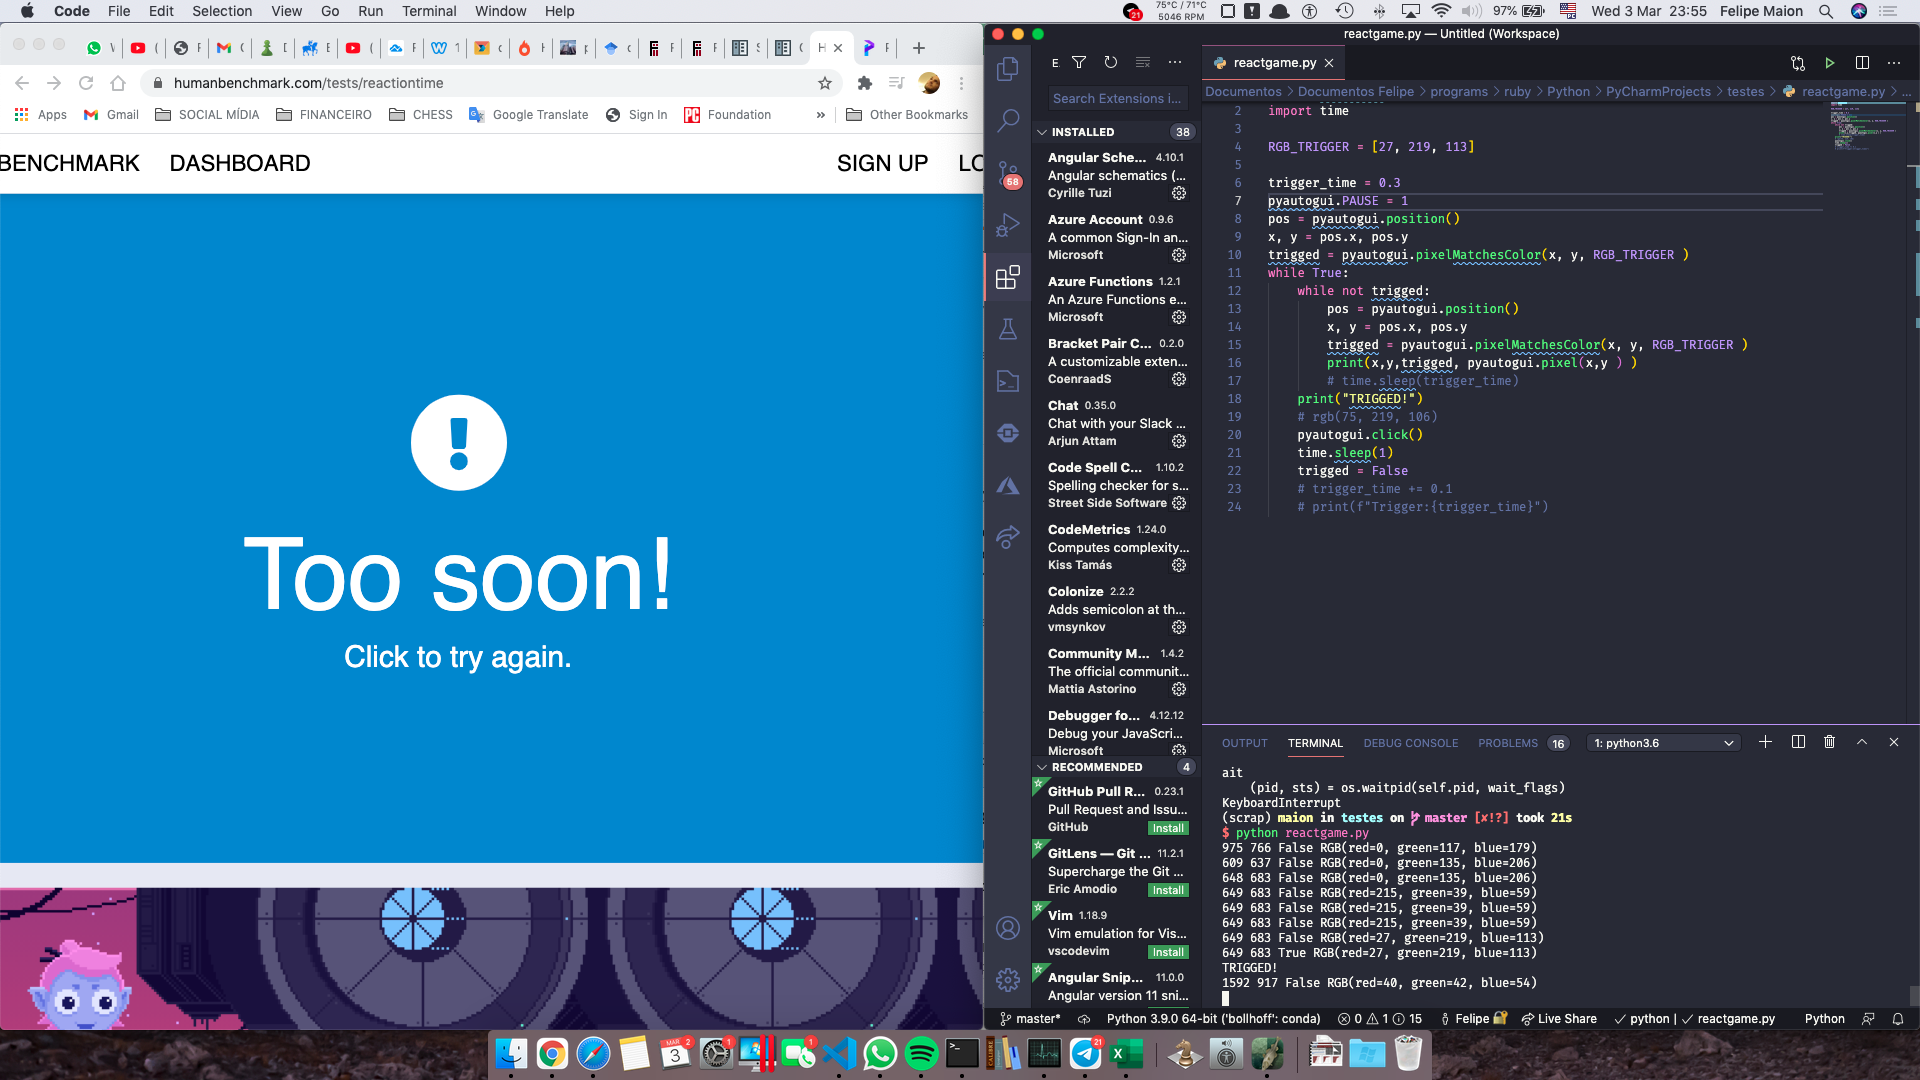 Code File Edit Selection View Go Run Terminal Window Help
21 75°C / 71°C 5046 RPM 97% Wed 3 Mar 23:55 Felipe Maion
humanbenchmark.com/tests/reactiontime
Apps Gmail SOCIAL MÍDIA FINANCEIRO CHESS Google Translate Sign In Foundation » Other Bookmarks
BENCHMARK DASHBOARD SIGN UP LO
Too soon!
Click to try again.
reactgame.py — Untitled (Workspace)
E
Search Extensions i...
INSTALLED 38
Angular Sche... 4.10.1
Angular schematics (...
Cyrille Tuzi
Azure Account 0.9.6
A common Sign-In an...
Microsoft
Azure Functions 1.2.1
An Azure Functions e...
Microsoft
Bracket Pair C... 0.2.0
A customizable exten...
CoenraadS
Chat 0.35.0
Chat with your Slack ...
Arjun Attam
Code Spell C... 1.10.2
Spelling checker for s...
Street Side Software
CodeMetrics 1.24.0
Computes complexity...
Kiss Tamás
Colonize 2.2.2
Adds semicolon at th...
vmsynkov
Community M... 1.4.2
The official communit...
Mattia Astorino
Debugger fo... 4.12.12
Debug your JavaScri...
Microsoft
RECOMMENDED 4
GitHub Pull R... 0.23.1
Pull Request and Issu...
GitHub Install
GitLens — Git ... 11.2.1
Supercharge the Git ...
Eric Amodio Install
Vim 1.18.9
Vim emulation for Vis...
vscodevim Install
Angular Snip... 11.0.0
Angular version 11 sni...
58
reactgame.py
Documentos > Documentos Felipe > programs > ruby > Python > PyCharmProjects > testes > reactgame.py > ...
2 import time
3
4 RGB_TRIGGER = [27, 219, 113]
5
6 trigger_time = 0.3
7 pyautogui.PAUSE = 1
8 pos = pyautogui.position()
9 x, y = pos.x, pos.y
10 trigged = pyautogui.pixelMatchesColor(x, y, RGB_TRIGGER )
11 while True:
12 while not trigged:
13 pos = pyautogui.position()
14 x, y = pos.x, pos.y
15 trigged = pyautogui.pixelMatchesColor(x, y, RGB_TRIGGER )
16 print(x,y,trigged, pyautogui.pixel(x,y ) )
17 # time.sleep(trigger_time)
18 print("TRIGGED!")
19 # rgb(75, 219, 106)
20 pyautogui.click()
21 time.sleep(1)
22 trigged = False
23 # trigger_time += 0.1
24 # print(f"Trigger:{trigger_time}")
OUTPUT TERMINAL DEBUG CONSOLE PROBLEMS 16 1: python3.6
ait
(pid, sts) = os.waitpid(self.pid, wait_flags)
KeyboardInterrupt
(scrap) maion in testes on master [✘!?] took 21s
$ python reactgame.py
975 766 False RGB(red=0, green=117, blue=179)
609 637 False RGB(red=0, green=135, blue=206)
648 683 False RGB(red=0, green=135, blue=206)
649 683 False RGB(red=215, green=39, blue=59)
649 683 False RGB(red=215, green=39, blue=59)
649 683 False RGB(red=215, green=39, blue=59)
649 683 False RGB(red=27, green=219, blue=113)
649 683 True RGB(red=27, green=219, blue=113)
TRIGGED!
1592 917 False RGB(red=40, green=42, blue=54)
master* Python 3.9.0 64-bit ('bollhoff': conda) 0 1 15 Felipe Live Share python | reactgame.py Python
MAR 3 2 1 1 21